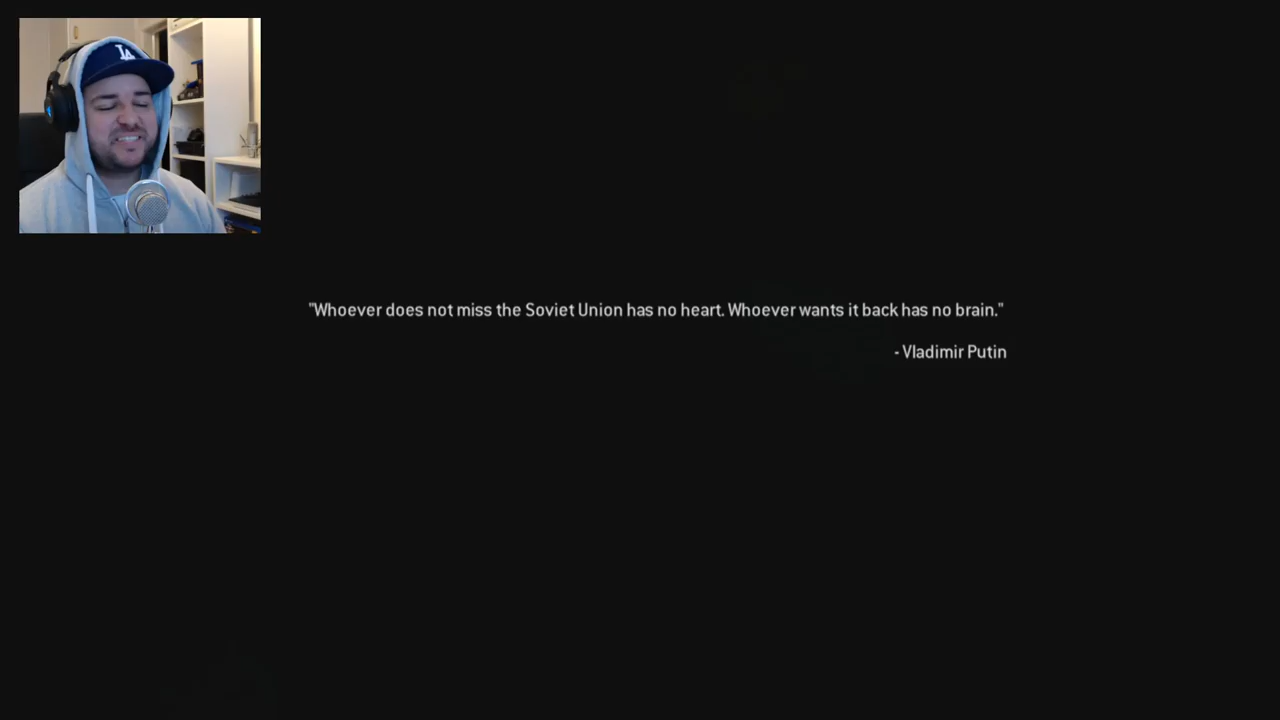 LA
"Whoever does not miss the Soviet Union has no heart. Whoever wants it back has no brain."
- Vladimir Putin